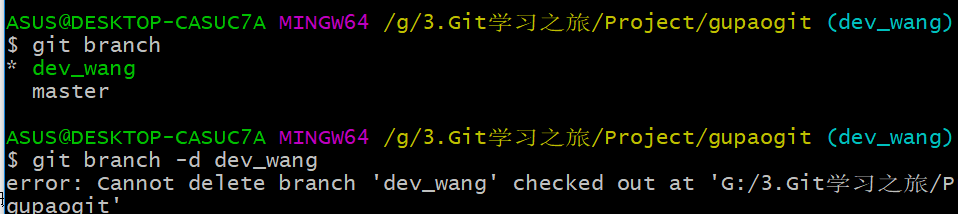 ASUS@DESKTOP-CASUC7A MINGW64 /g/3.Git学习之旅/Project/gupaogit (dev_wang)
$ git branch
* dev_wang
  master
ASUS@DESKTOP-CASUC7A MINGW64 /g/3.Git学习之旅/Project/gupaogit (dev_wang)
$ git branch -d dev_wang
error: Cannot delete branch 'dev_wang' checked out at 'G:/3.Git学习之旅/P
gupaogit'